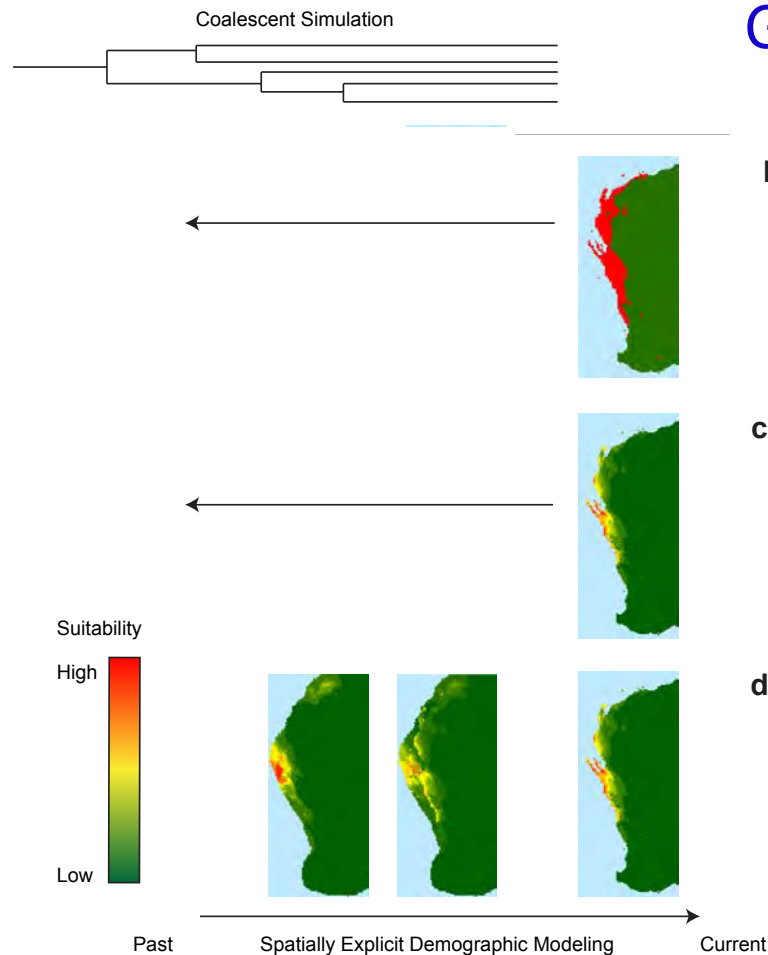 Coalescent Simulation
c
Suitability
High
d
Low
Past Spatially Explicit Demographic Modeling Current